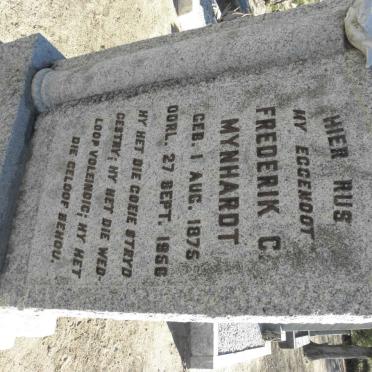 HIER RUS
MY EGGENOOT
FREDERIK C.
MYNHARDT
GEB. 1 AUG. 1875
OORL. 27 SEPT. 1956
HY HET DIE GOEIE STRYD
GESTRY; HY HET DIE WED-
LOOP VOLEINDIG; HY HET
DIE GELOOF BEHOU.